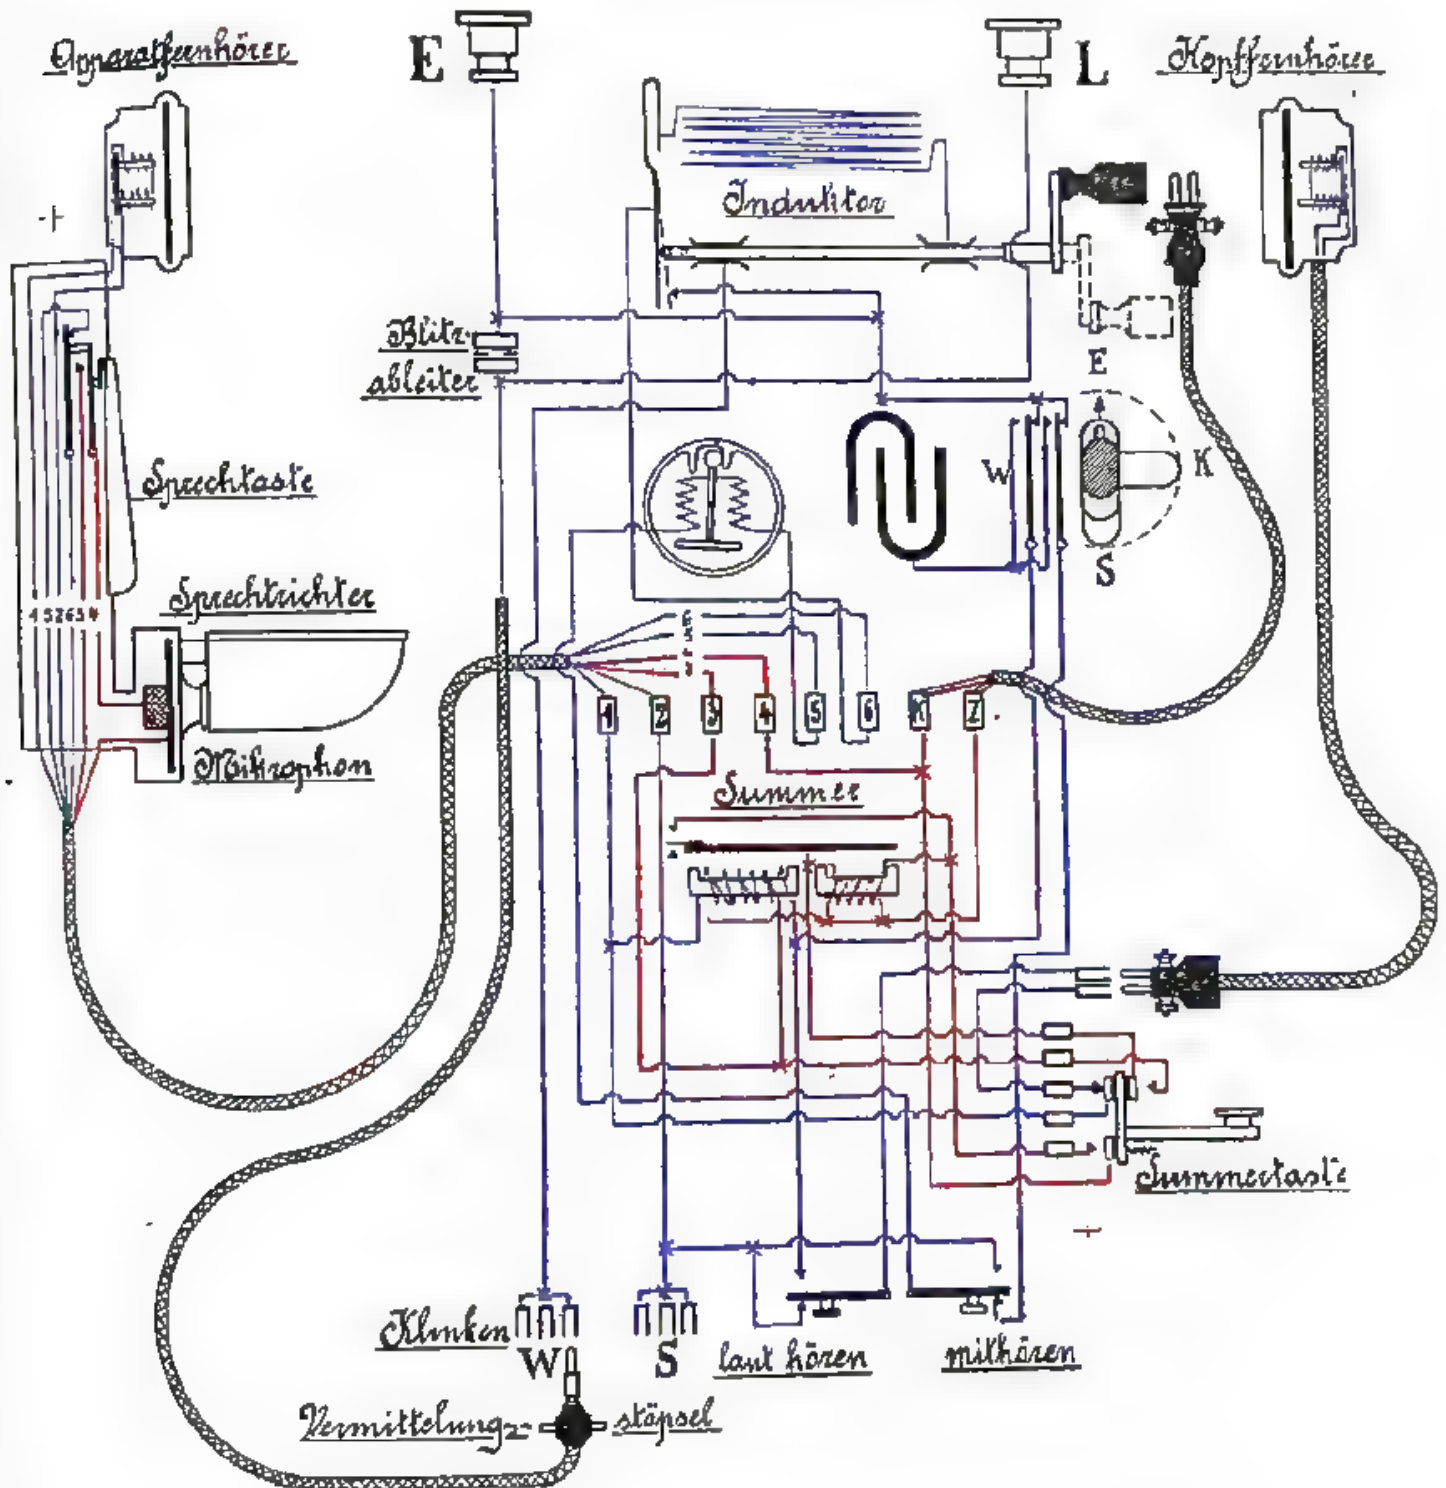 Apparatfernhörer
E
L
Kopffernhörer
+
Induktor
Blitz-
ableiter
E
W
K
S
Sprechtaste
Sprechtrichter
4 5 2 6 3
Mikrophon
1 2 3 4 5 6 K Z
Summer
Summertaste
Klinken
W
S
laut hören
mithören
Vermittelungs-
stöpsel